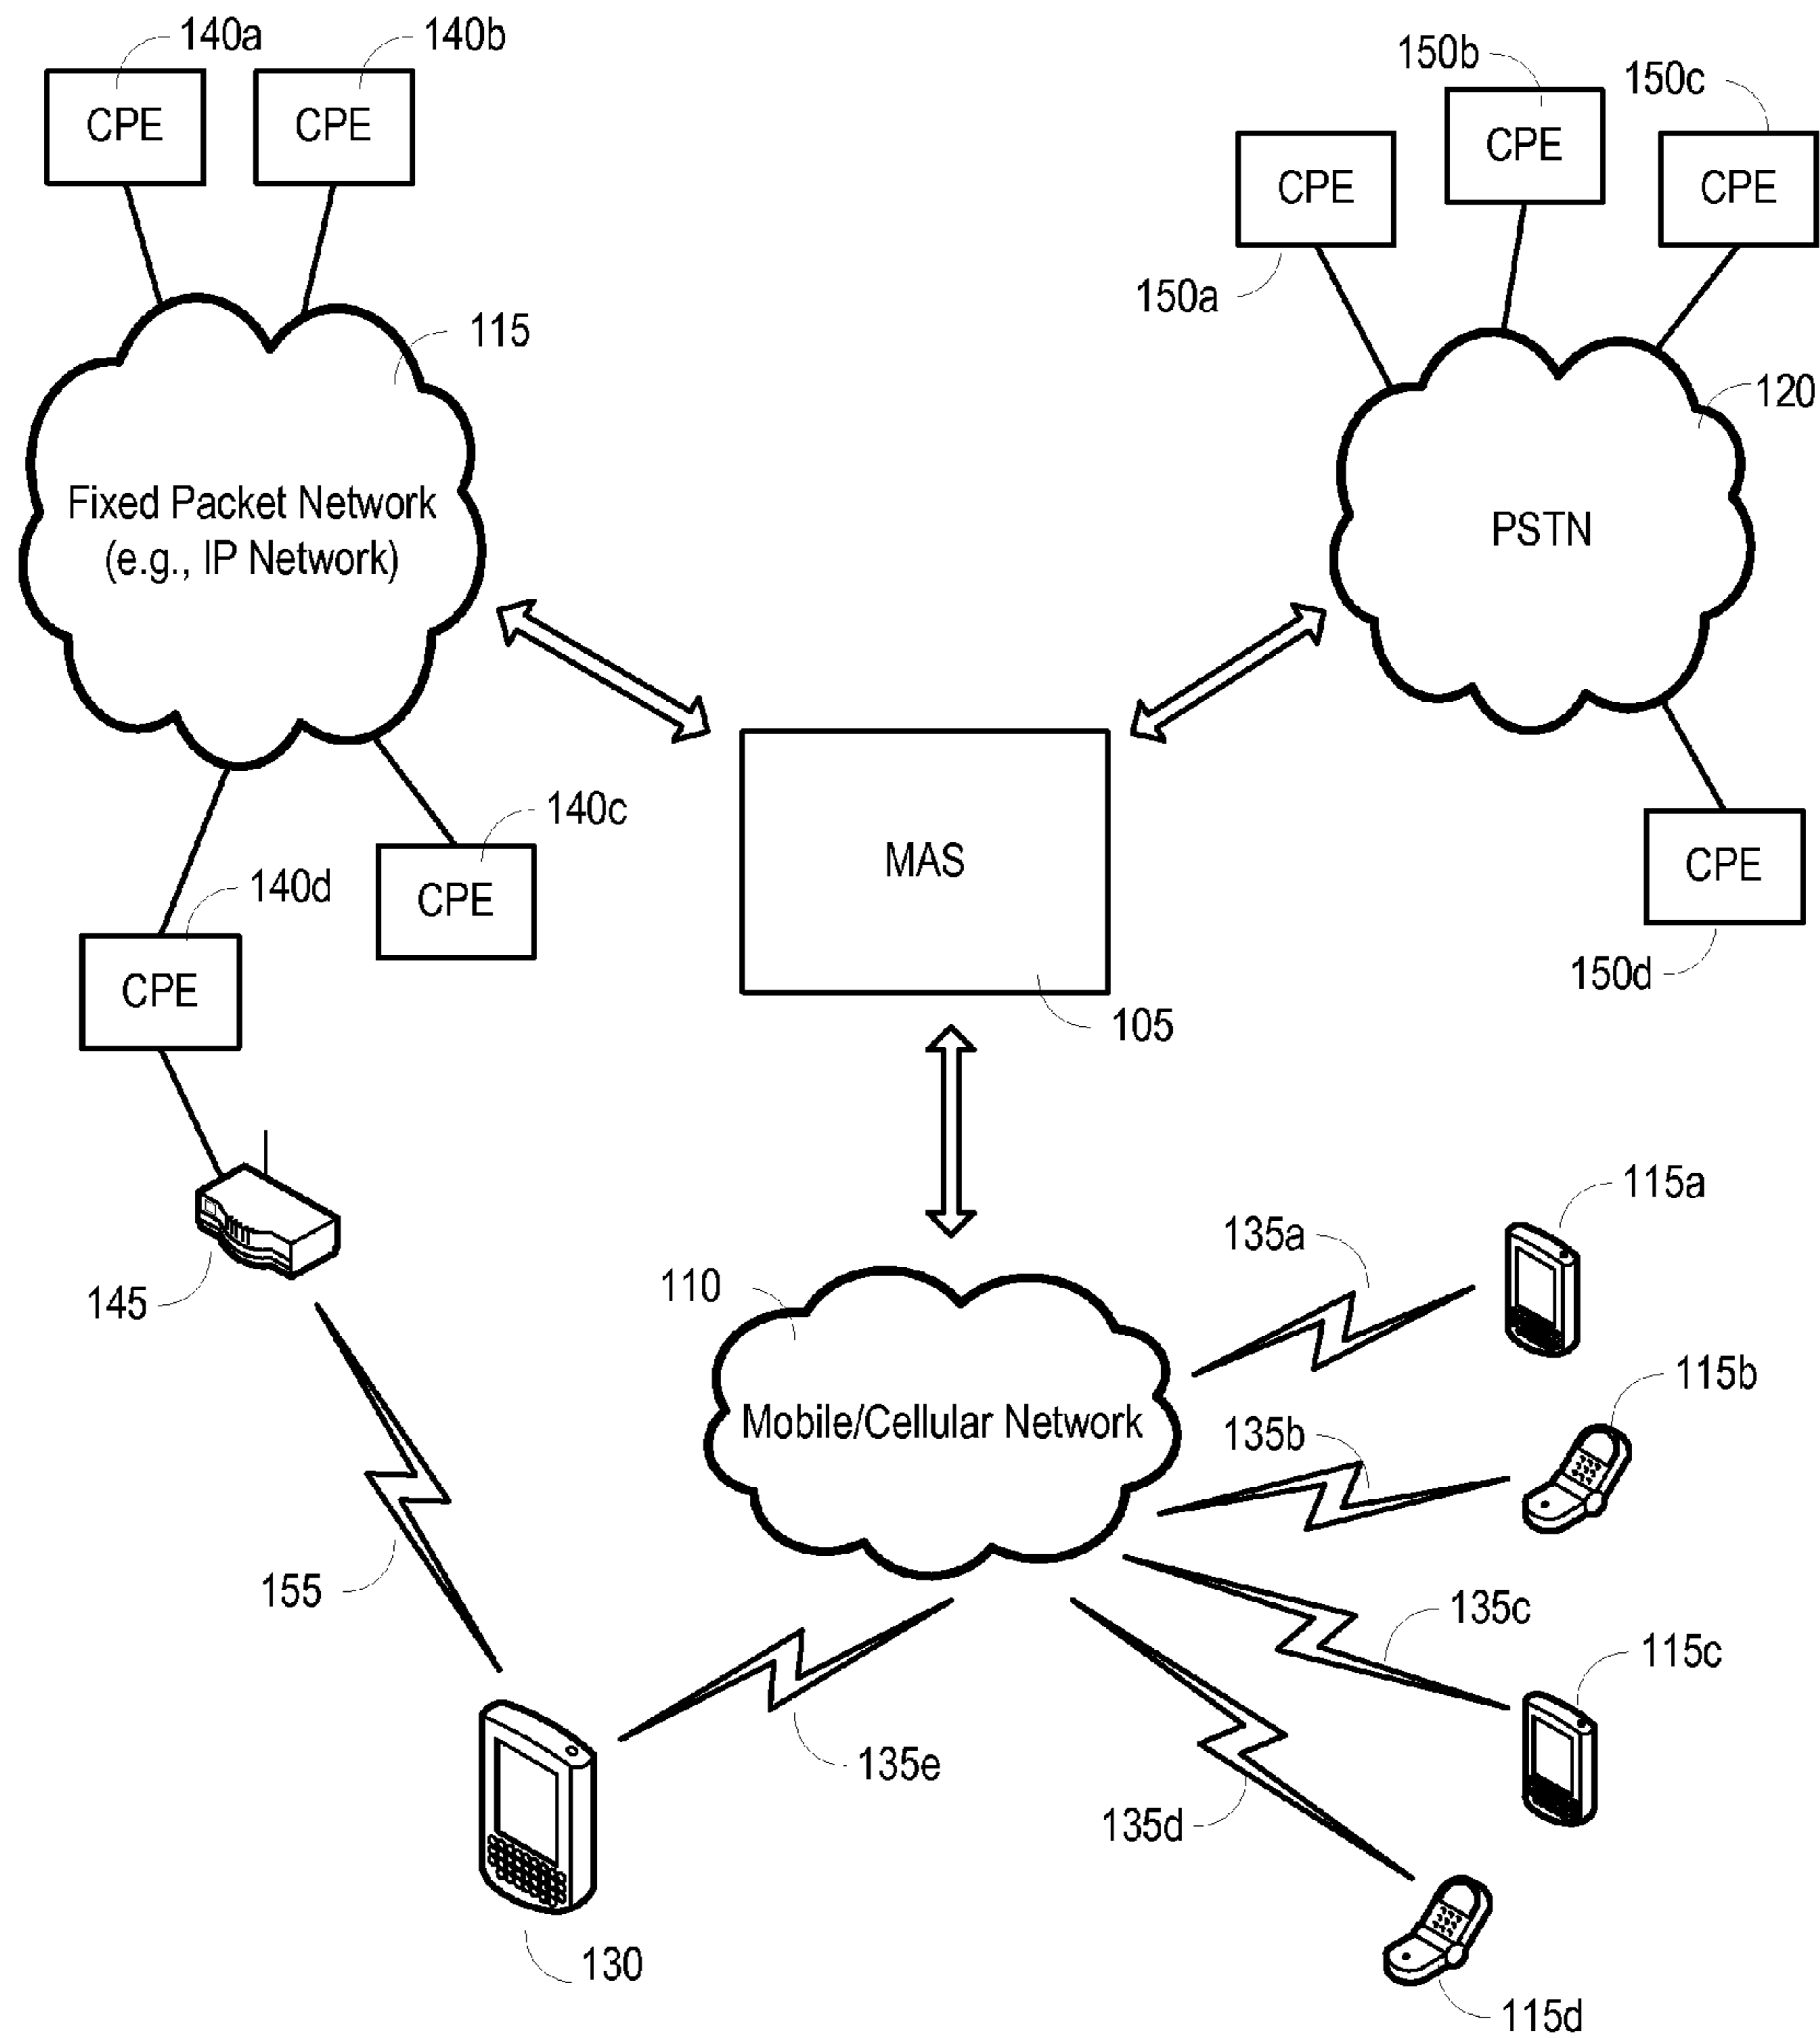 140a
140b
CPE
CPE
150b
150c
CPE
CPE
CPE
150a
115
120
Fixed Packet Network
(e.g., IP Network)
PSTN
140c
140d
CPE
CPE
MAS
CPE
150d
105
145
110
135a
115a
Mobile/Cellular Network
115b
135b
155
135c
115c
135e
135d
130
115d